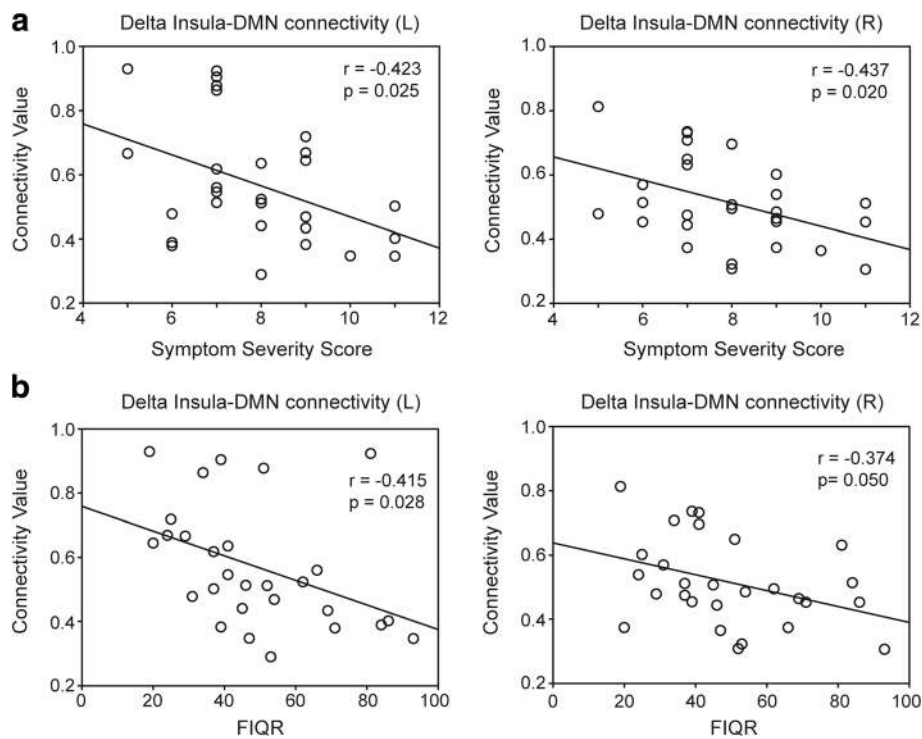 a
Delta Insula-DMN connectivity (L)
Connectivity Value
1.0
0.8
0.6
0.4
0.2
r = -0.423
p = 0.025
4 6 8 10 12
Symptom Severity Score
Delta Insula-DMN connectivity (R)
Connectivity Value
1.0
0.8
0.6
0.4
0.2
r = -0.437
p = 0.020
4 6 8 10 12
Symptom Severity Score
b
Delta Insula-DMN connectivity (L)
Connectivity Value
1.0
0.8
0.6
0.4
0.2
r = -0.415
p = 0.028
0 20 40 60 80 100
FIQR
Delta Insula-DMN connectivity (R)
Connectivity Value
1.0
0.8
0.6
0.4
0.2
r = -0.374
p= 0.050
0 20 40 60 80 100
FIQR